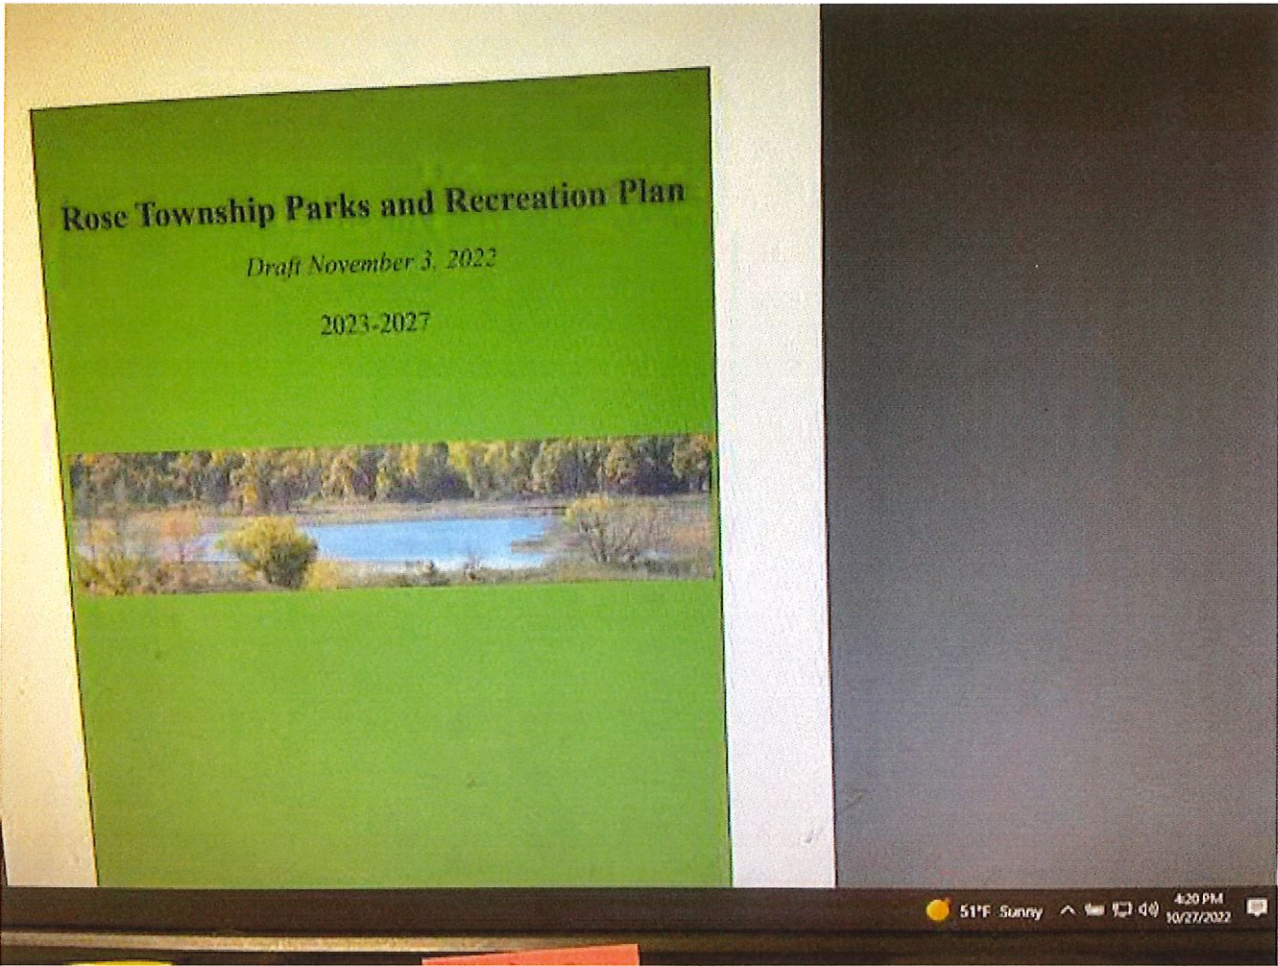 Rose Township Parks and Recreation Plan
Draft November 3, 2022
2023-2027
51°F Sunny
4:20 PM
10/27/2022